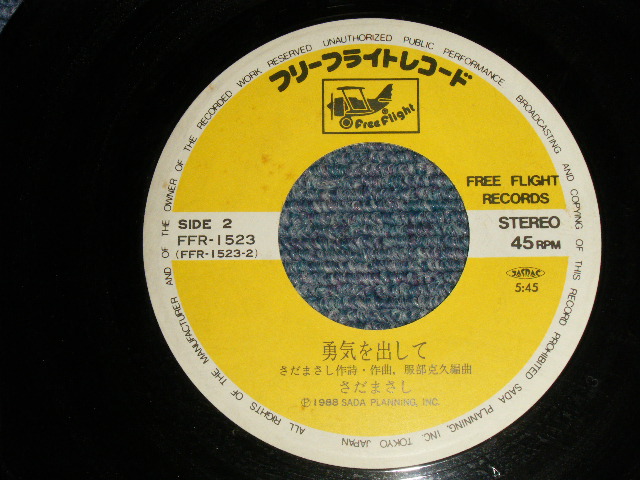 ALL RIGHTS OF THE MANUFACTURER AND OF THE OWNER OF THE RECORDED WORK RESERVED UNAUTHORIZED PUBLIC PERFORMANCE BROADCASTING AND COPYING OF THIS RECORD PROHIBITED SADA PLANNING, INC. TOKYO JAPAN
フリーフライトレコード
Free Flight
FREE FLIGHT
RECORDS
SIDE 2
FFR-1523
(FFR-1523-2)
STEREO
45 RPM
JASRAC
5:45
勇気を出して
さだまさし作詩・作曲，服部克久編曲
さだまさし
Ⓟ1988 SADA PLANNING, INC.